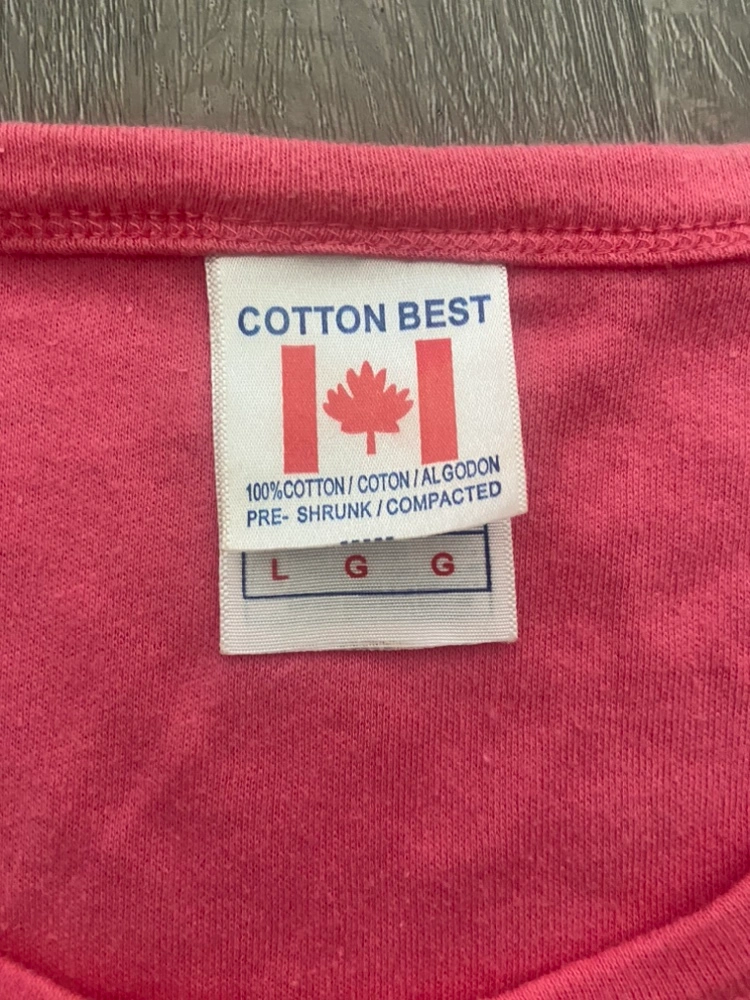 COTTON BEST
100%COTTON / COTON / ALGODON
PRE- SHRUNK / COMPACTED
L G G